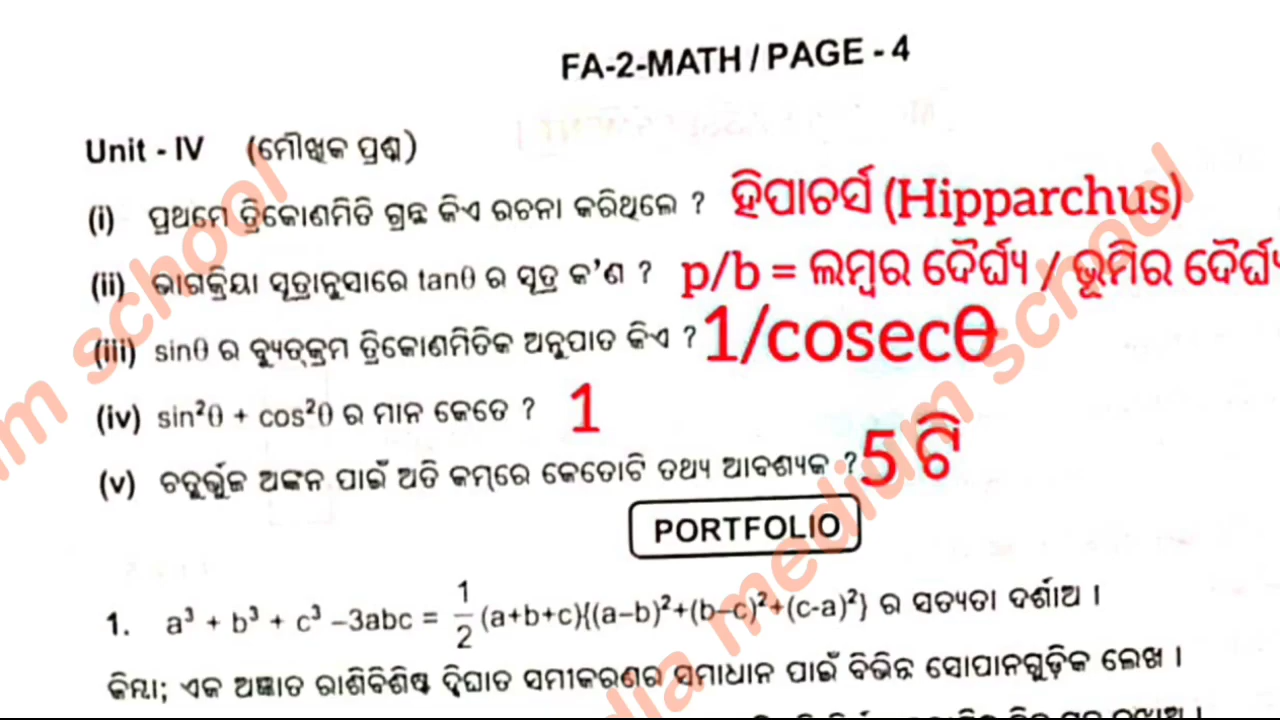 FA-2-MATH / PAGE - 4
Unit - IV (ମୌଖିକ ପ୍ରଶ୍ନ)
(i) ପ୍ରଥମେ ତ୍ରିକୋଣମିତି ଗ୍ରନ୍ଥ କିଏ ରଚନା କରିଥିଲେ ? ହିପାଚର୍ସ (Hipparchus)
(ii) ଭାଗକ୍ରିୟା ସୂତ୍ରାନୁସାରେ tanθ ର ସୂତ୍ର କ'ଣ ? p/b = ଲମ୍ବର ଦୈର୍ଘ୍ୟ / ଭୂମିର ଦୈର୍ଘ୍ୟ
(iii) sinθ ର ବ୍ୟୁତ୍‌କ୍ରମ ତ୍ରିକୋଣମିତିକ ଅନୁପାତ କିଏ ? 1/cosecθ
(iv) sin²θ + cos²θ ର ମାନ କେତେ ? 1
(v) ଚତୁର୍ଭୁଜ ଅଙ୍କନ ପାଇଁ ଅତି କମ୍‌ରେ କେତୋଟି ତଥ୍ୟ ଆବଶ୍ୟକ ? 5 ଟି
PORTFOLIO
1. a³ + b³ + c³ –3abc = 1/2 (a+b+c){(a–b)²+(b–c)²+(c-a)²} ର ସତ୍ୟତା ଦର୍ଶାଅ ।
କିମ୍ବା; ଏକ ଅଜ୍ଞାତ ରାଶିବିଶିଷ୍ଟ ଦ୍ୱିଘାତ ସମୀକରଣର ସମାଧାନ ପାଇଁ ବିଭିନ୍ନ ସୋପାନଗୁଡ଼ିକ ଲେଖ ।